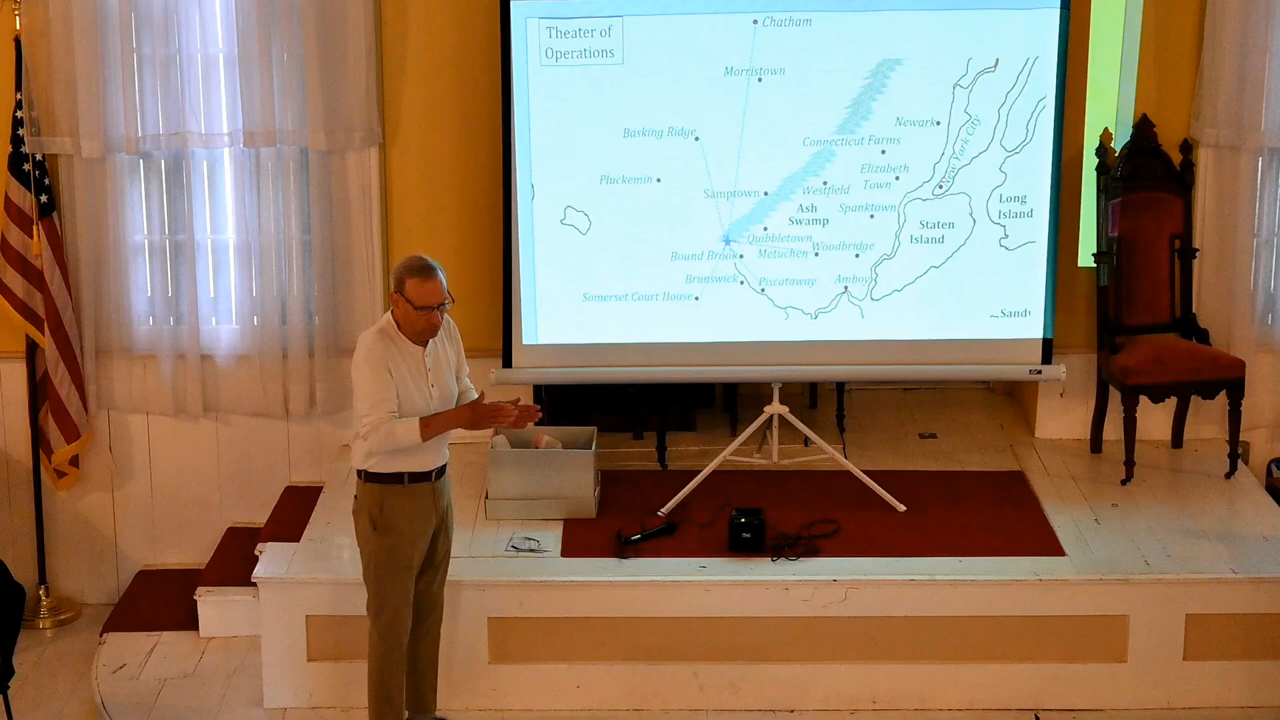 Theater of
Operations
Chatham
Morristown
Newark
Basking Ridge
Connecticut Farms
New York City
Elizabeth
Town
Pluckemin
Samptown
Westfield
Long
Island
Ash
Swamp
Spanktown
Staten
Island
Quibbletown
Woodbridge
Bound Brook
Metuchen
Brunswick
Piscataway
Amboy
Somerset Court House